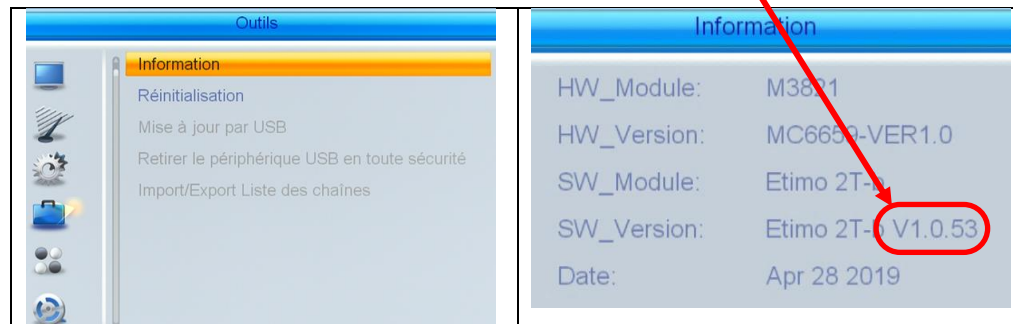 Outils
Information
Réinitialisation
Mise à jour par USB
Retirer le périphérique USB en toute sécurité
Import/Export Liste des chaînes
Information
HW_Module: M3821
HW_Version: MC6659-VER1.0
SW_Module: Etimo 2T-b
SW_Version: Etimo 2T-b V1.0.53
Date: Apr 28 2019